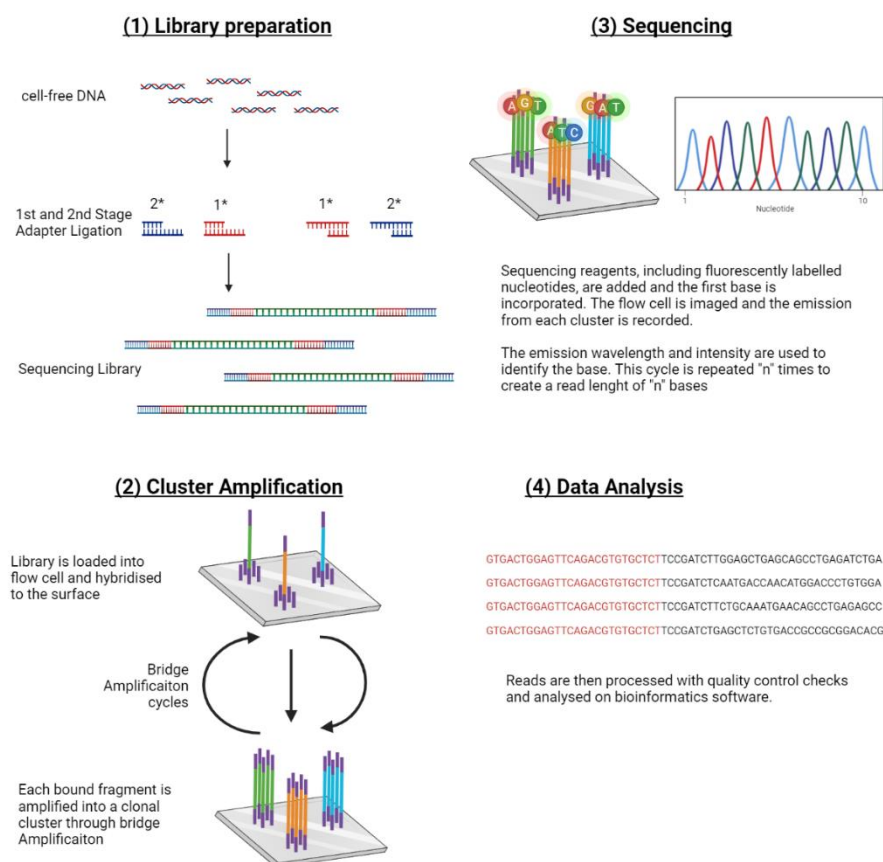 (1) Library preparation
cell-free DNA
2*
1*
1*
2*
1st and 2nd Stage
Adapter Ligation
Sequencing Library
(2) Cluster Amplification
Library is loaded into
flow cell and hybridised
to the surface
Bridge
Amplificaiton
cycles
Each bound fragment is
amplified into a clonal
cluster through bridge
Amplificaiton
(3) Sequencing
A G T
G A T
A T C
1
10
Nucleotide
Sequencing reagents, including fluorescently labelled
nucleotides, are added and the first base is
incorporated. The flow cell is imaged and the emission
from each cluster is recorded.
The emission wavelength and intensity are used to
identify the base. This cycle is repeated "n" times to
create a read lenght of "n" bases
(4) Data Analysis
GTGACTGGAGTTCAGACGTGTGCTCTTCCGATCTTGGAGCTGAGCAGCCTGAGATCTGA
GTGACTGGAGTTCAGACGTGTGCTCTTCCGATCTCAATGACCAACATGGACCCTGTGGA
GTGACTGGAGTTCAGACGTGTGCTCTTCCGATCTTCTGCAAATGAACAGCCTGAGAGCC
GTGACTGGAGTTCAGACGTGTGCTCTTCCGATCTGAGCTCTGTGACCGCCGCGGACACG
Reads are then processed with quality control checks
and analysed on bioinformatics software.